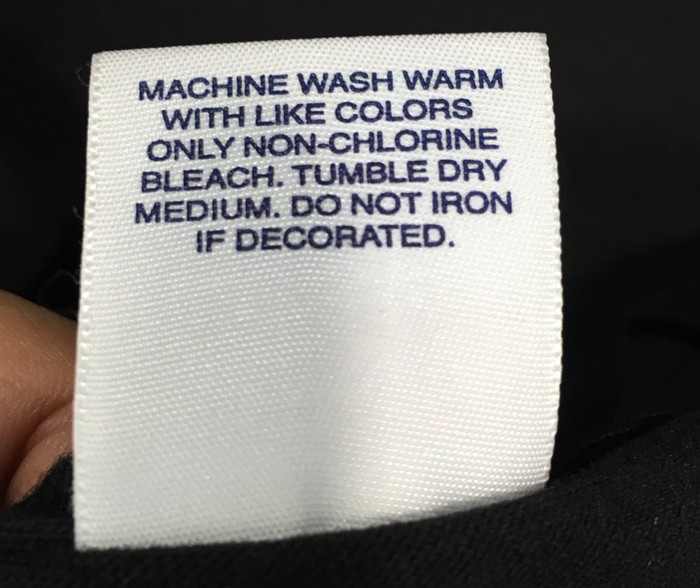 MACHINE WASH WARM
WITH LIKE COLORS
ONLY NON-CHLORINE
BLEACH. TUMBLE DRY
MEDIUM. DO NOT IRON
IF DECORATED.